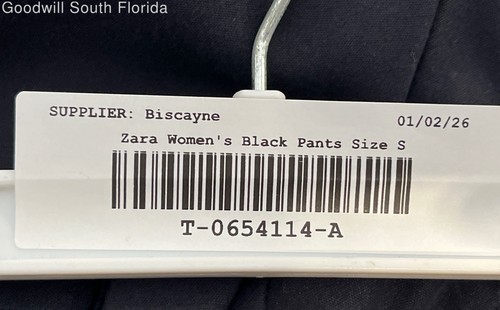 Goodwill South Florida
SUPPLIER: Biscayne
01/02/26
Zara Women's Black Pants Size S
T-0654114-A